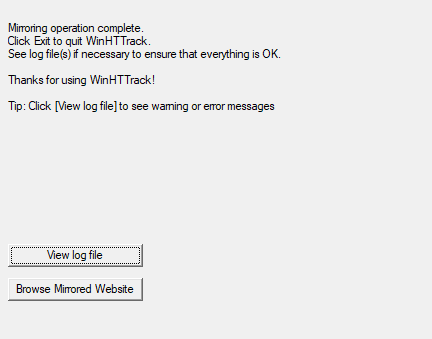 Mirroring operation complete.
Click Exit to quit WinHTTrack.
See log file(s) if necessary to ensure that everything is OK.
Thanks for using WinHTTrack!
Tip: Click [View log file] to see warning or error messages
View log file
Browse Mirrored Website